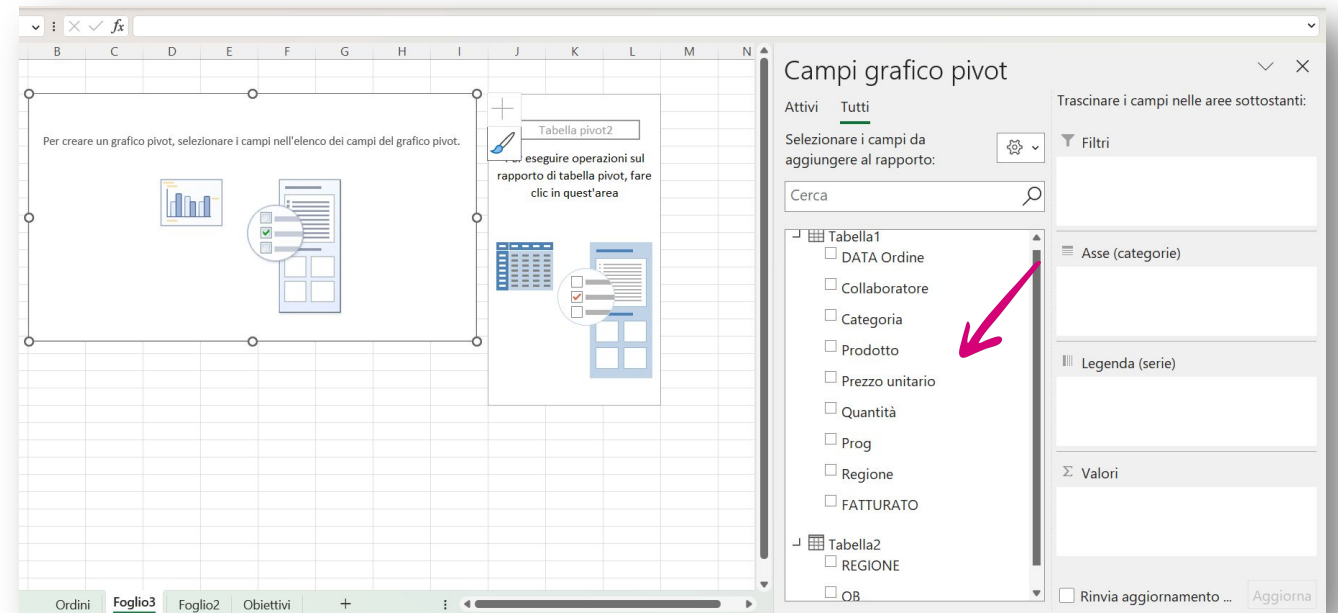 fx
B C D E F G H I J K L M N
Per creare un grafico pivot, selezionare i campi nell'elenco dei campi del grafico pivot.
Tabella pivot2
eseguire operazioni sul
rapporto di tabella pivot, fare
clic in quest'area
Campi grafico pivot
Attivi Tutti
Selezionare i campi da
aggiungere al rapporto:
Cerca
Tabella1
DATA Ordine
Collaboratore
Categoria
Prodotto
Prezzo unitario
Quantità
Prog
Regione
FATTURATO
Tabella2
REGIONE
OB
Trascinare i campi nelle aree sottostanti:
Filtri
Asse (categorie)
Legenda (serie)
Σ Valori
Rinvia aggiornamento ... Aggiorna
Ordini Foglio3 Foglio2 Obiettivi +